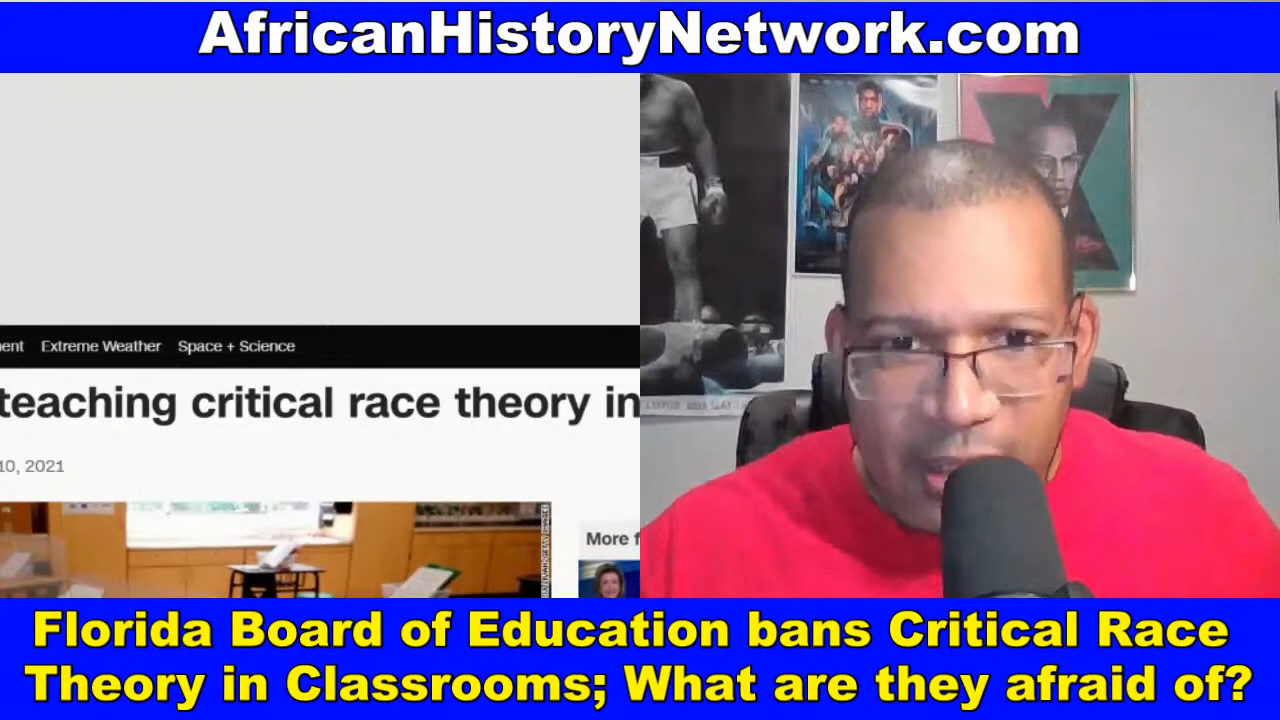 AfricanHistoryNetwork.com
ent Extreme Weather Space + Science
teaching critical race theory in
10, 2021
More f
Florida Board of Education bans Critical Race
Theory in Classrooms; What are they afraid of?